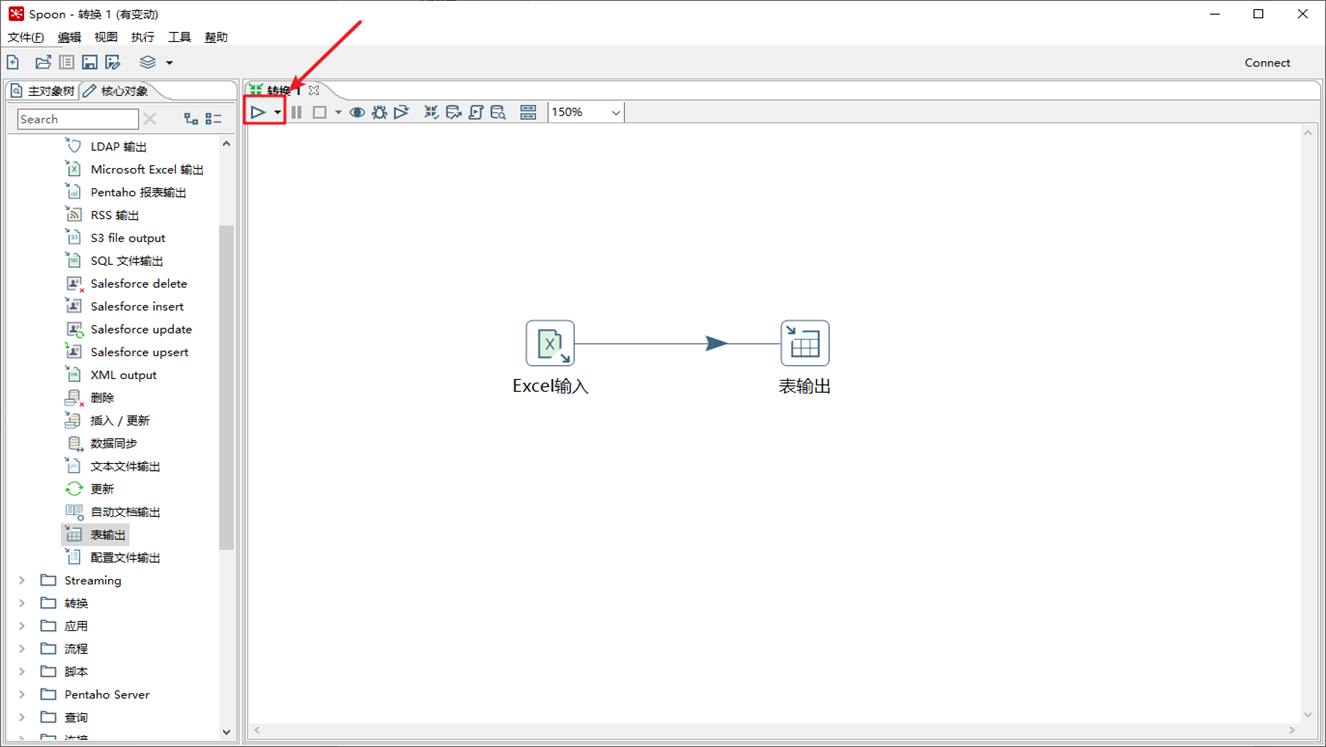 Spoon - 转换 1 (有变动)
文件(F) 编辑 视图 执行 工具 帮助
Connect
主对象树 核心对象
转换 1
Search
150%
LDAP 输出
Microsoft Excel 输出
Pentaho 报表输出
RSS 输出
S3 file output
SQL 文件输出
Salesforce delete
Salesforce insert
Salesforce update
Salesforce upsert
XML output
删除
插入 / 更新
数据同步
文本文件输出
更新
自动文档输出
表输出
配置文件输出
Streaming
转换
应用
流程
脚本
Pentaho Server
查询
连接
Excel输入
表输出